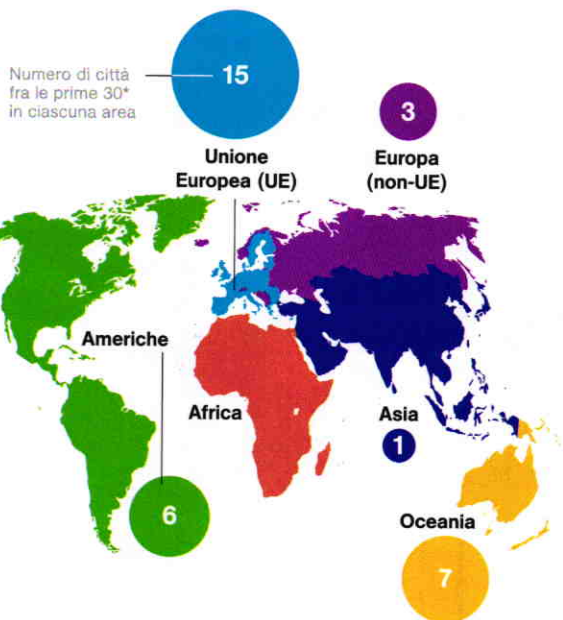 Numero di città
fra le prime 30*
in ciascuna area
15
3
Unione
Europea (UE)
Europa
(non-UE)
Americhe
Africa
Asia
1
6
Oceania
7